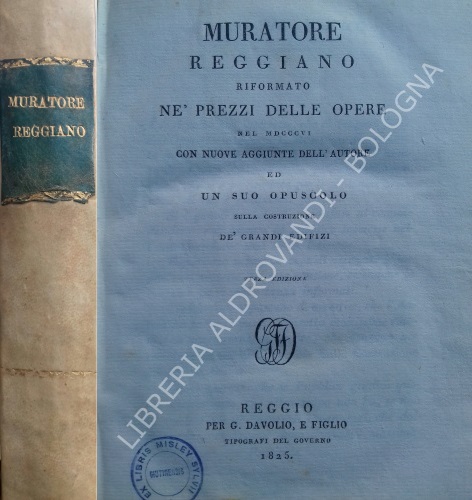 MURATORE
REGGIANO
MURATORE
REGGIANO
RIFORMATO
NE' PREZZI DELLE OPERE
NEL MDCCCVI
CON NUOVE AGGIUNTE DELL'AUTORE
ED
UN SUO OPUSCOLO
SULLA COSTRUZIONE
DE' GRANDI EDIFIZI
EDIZIONE
REGGIO
PER G. DAVOLIO, E FIGLIO
TIPOGRAFI DEL GOVERNO
1825.
EX LIBRIS MISLEY SYLVII
MUTINENSIS
LIBRERIA ALDROVANDI - BOLOGNA